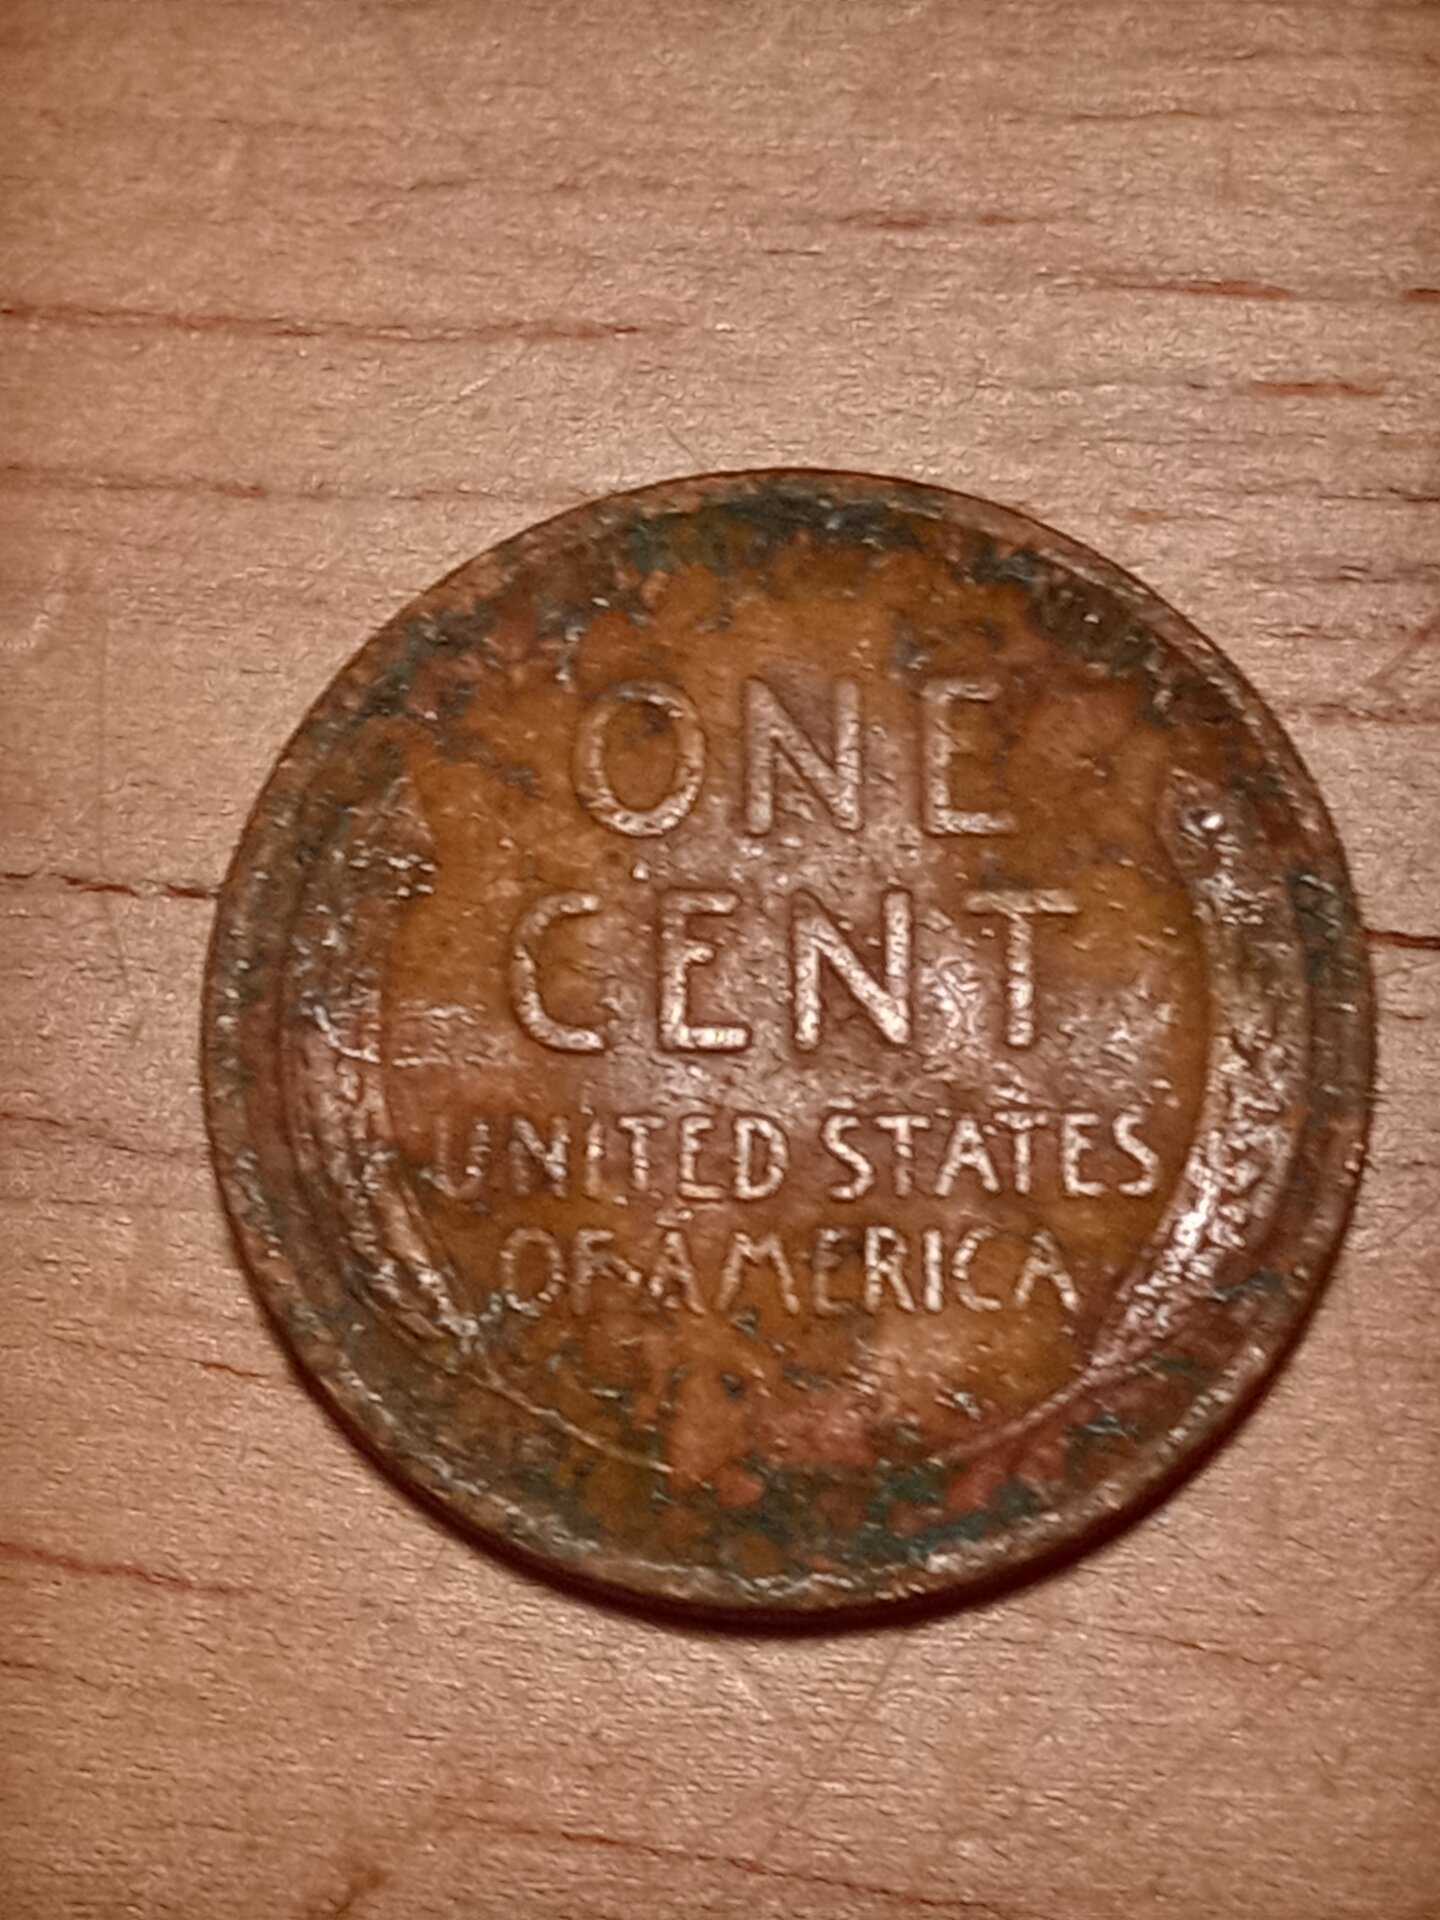 ONE
CENT
UNITED STATES
OF AMERICA